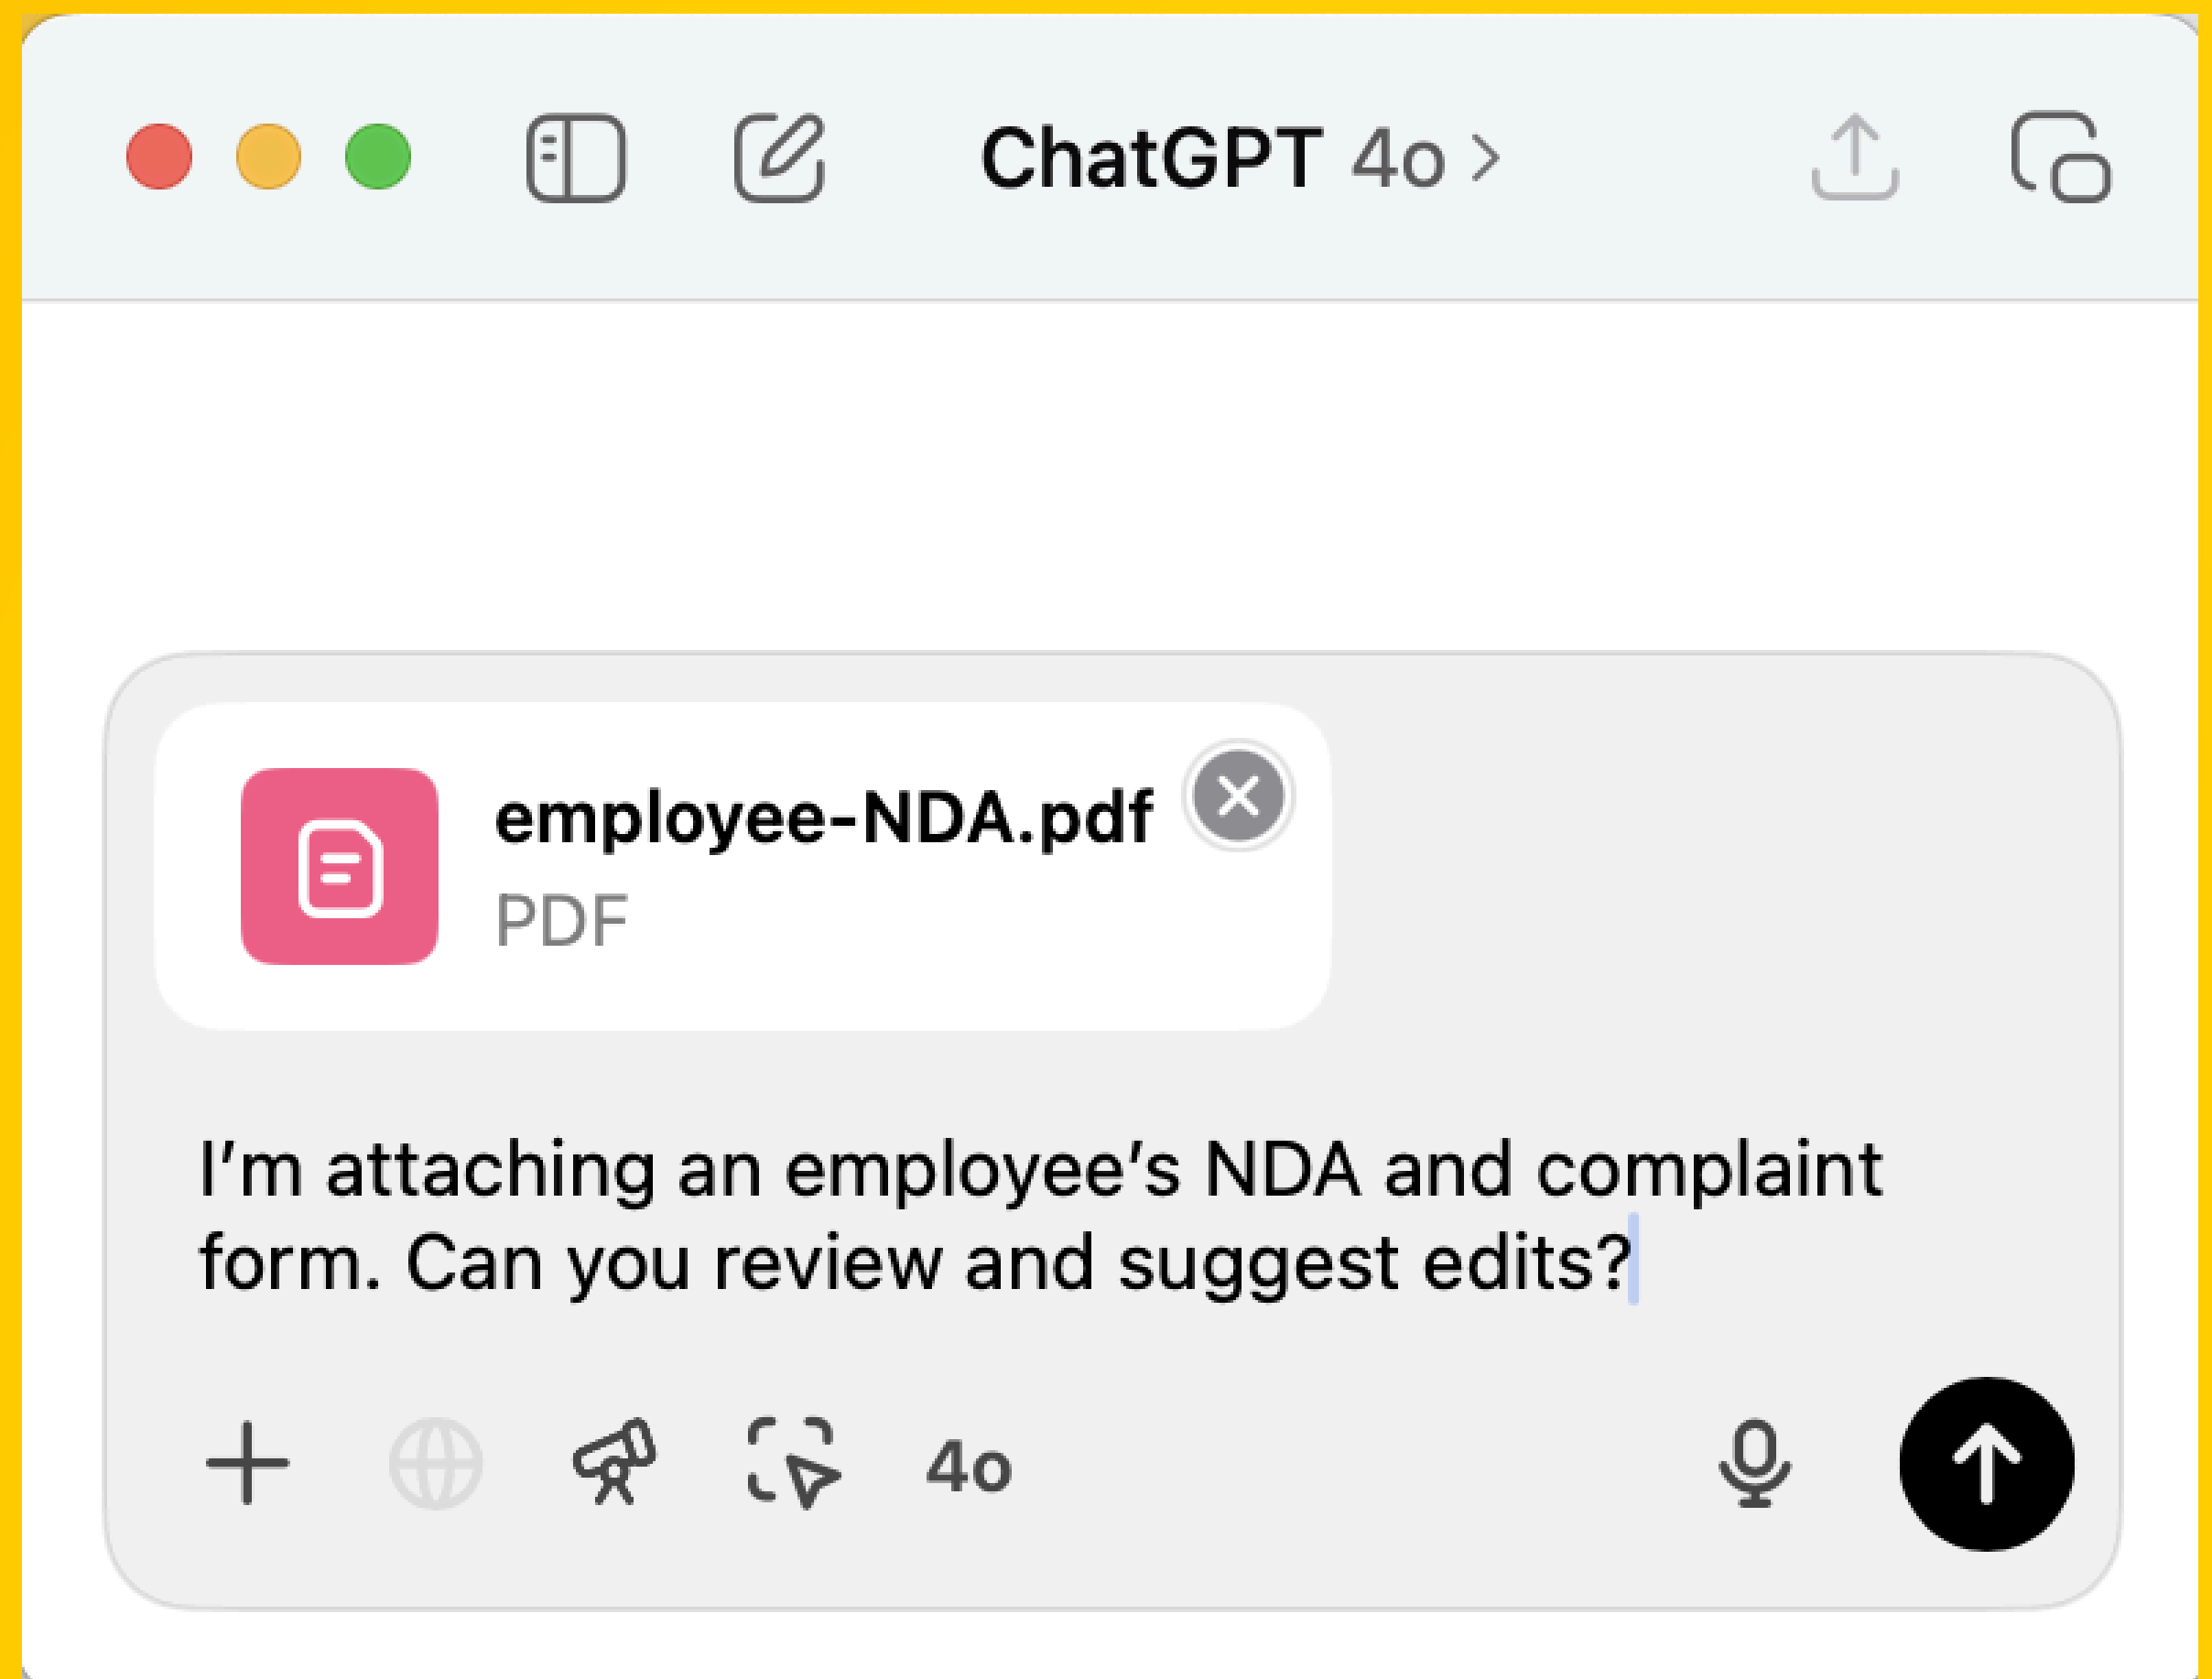 ChatGPT 4o >
employee-NDA.pdf
PDF
I’m attaching an employee’s NDA and complaint
form. Can you review and suggest edits?
4o